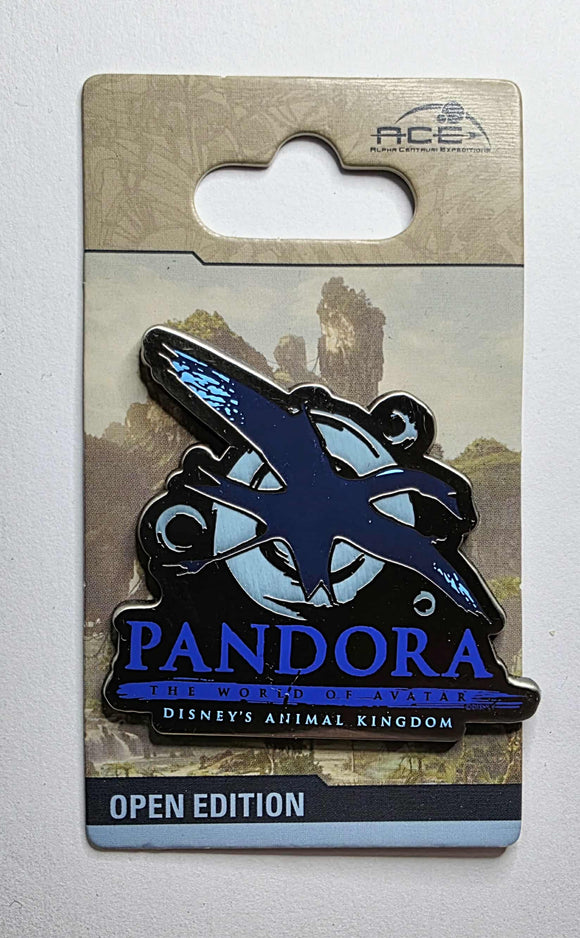 ACE
ALPHA CENTAURI EXPEDITIONS
PANDORA
THE WORLD OF AVATAR
DISNEY'S ANIMAL KINGDOM
OPEN EDITION